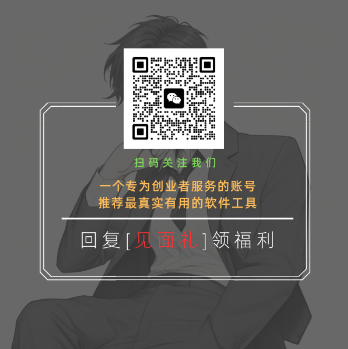 扫码关注我们
一个专为创业者服务的账号
推荐最真实有用的软件工具
回复[见面礼]领福利